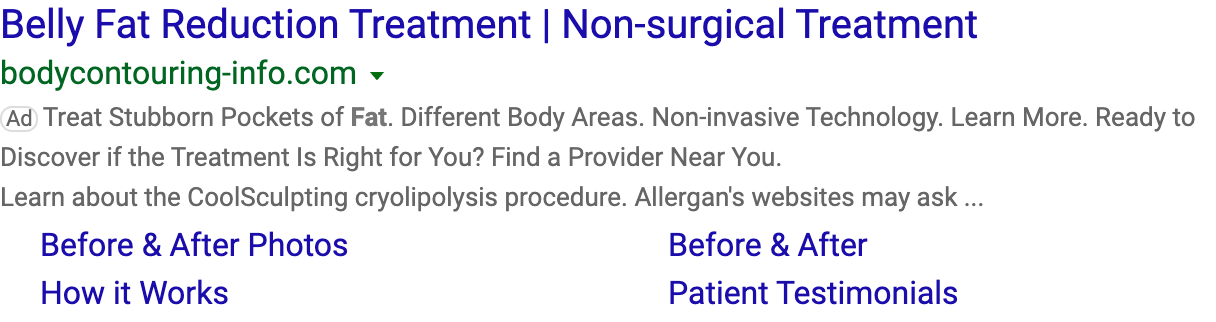 Belly Fat Reduction Treatment | Non-surgical Treatment
bodycontouring-info.com
Ad Treat Stubborn Pockets of Fat. Different Body Areas. Non-invasive Technology. Learn More. Ready to
Discover if the Treatment Is Right for You? Find a Provider Near You.
Learn about the CoolSculpting cryolipolysis procedure. Allergan's websites may ask ...
Before & After Photos
Before & After
How it Works
Patient Testimonials